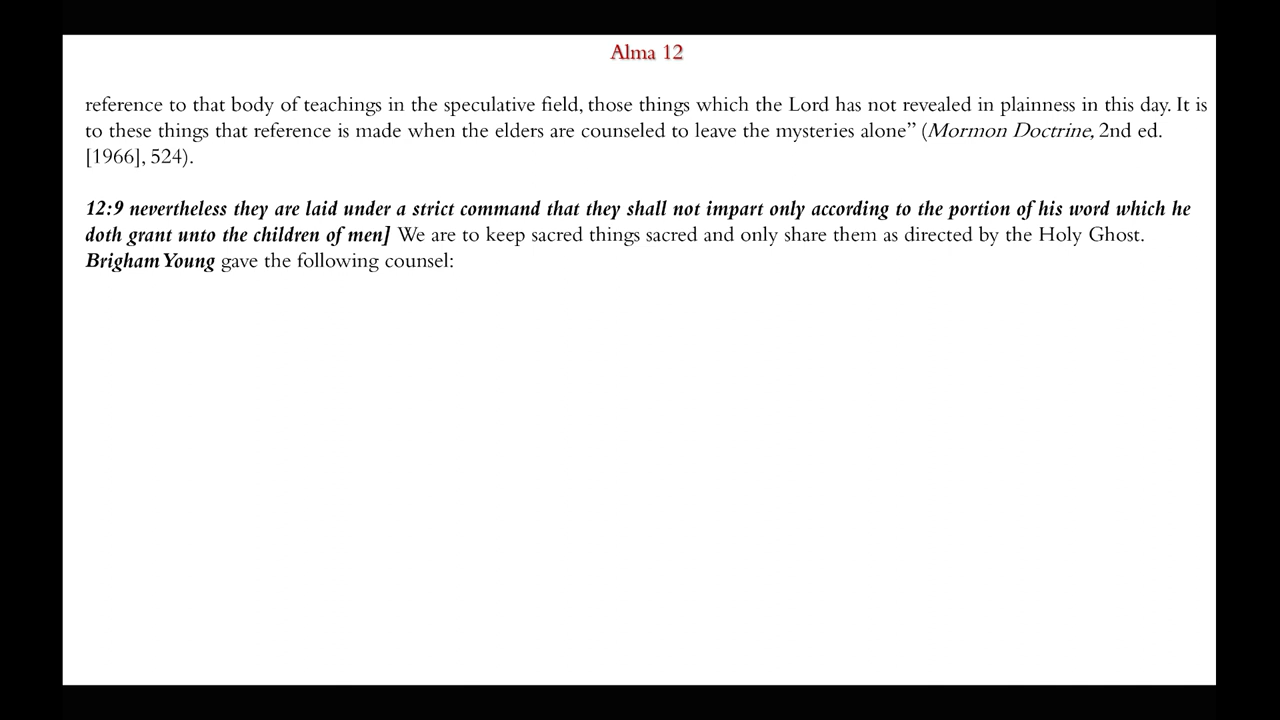 Alma 12
reference to that body of teachings in the speculative field, those things which the Lord has not revealed in plainness in this day. It is
to these things that reference is made when the elders are counseled to leave the mysteries alone” (Mormon Doctrine, 2nd ed.
[1966], 524).
12:9 nevertheless they are laid under a strict command that they shall not impart only according to the portion of his word which he
doth grant unto the children of men] We are to keep sacred things sacred and only share them as directed by the Holy Ghost.
Brigham Young gave the following counsel: